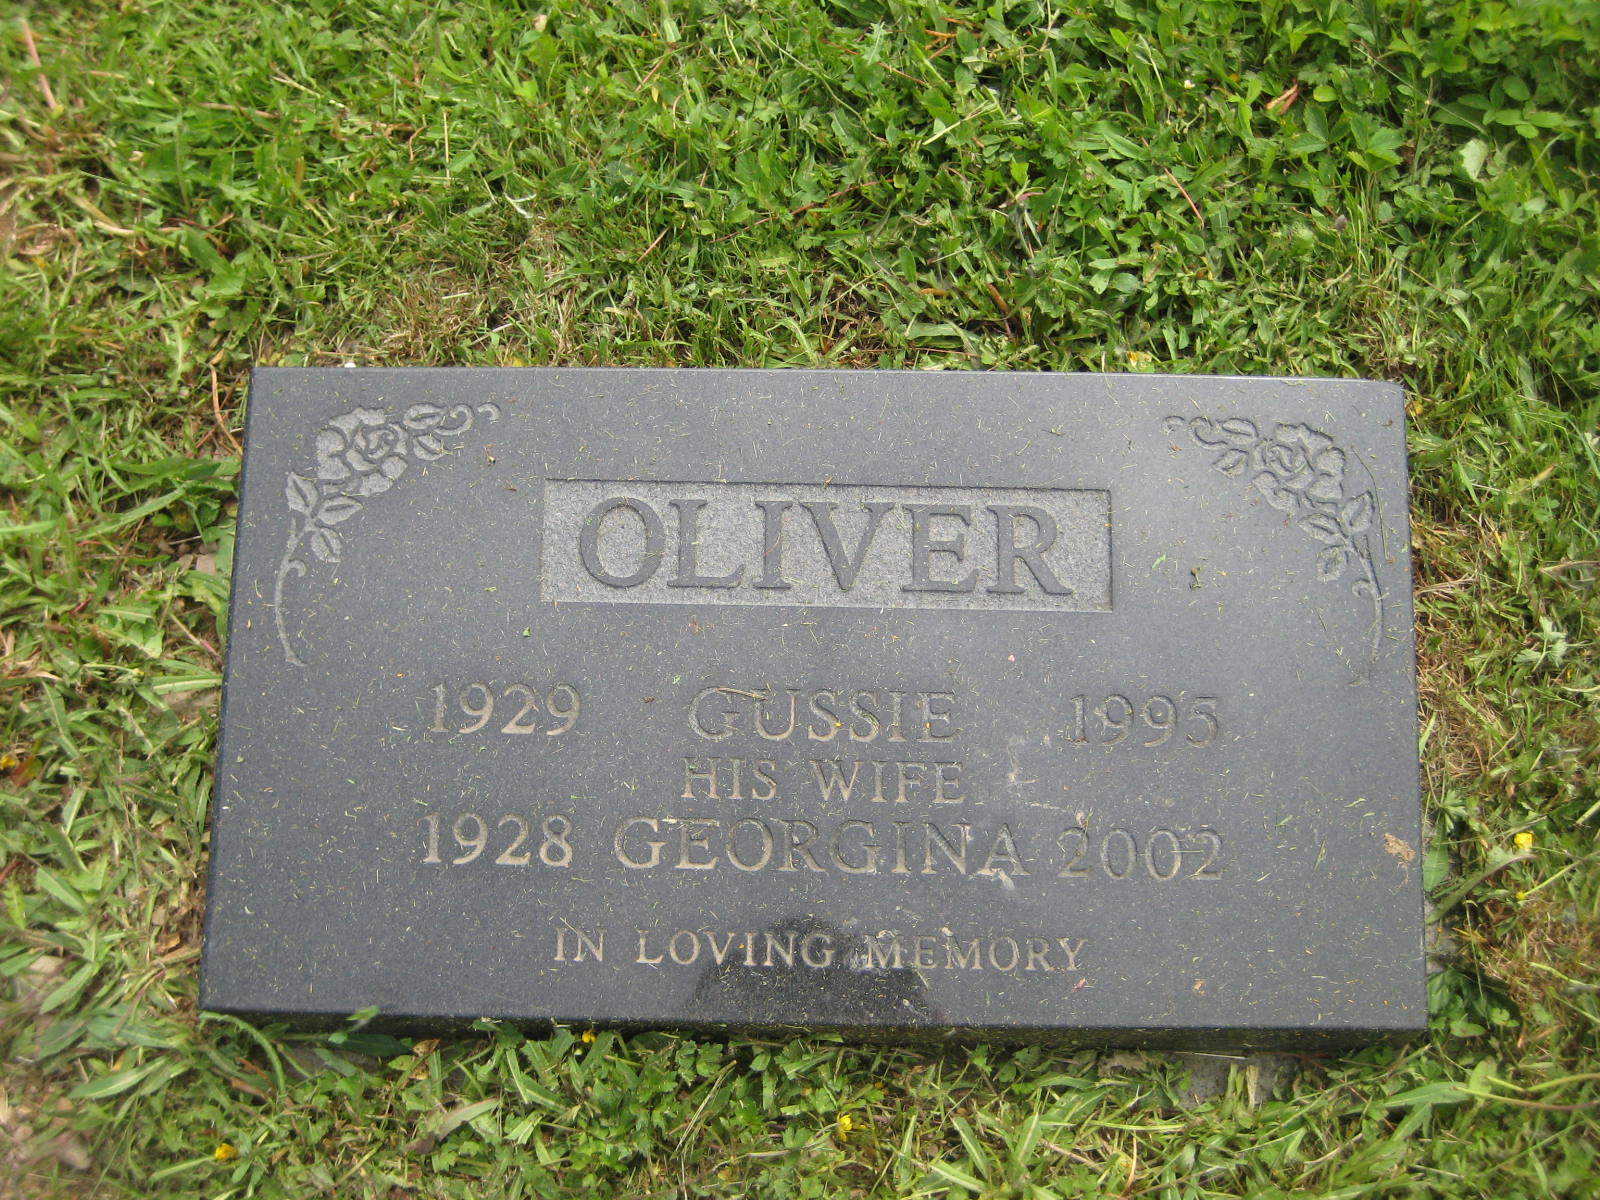 OLIVER
1929 GUSSIE 1995
HIS WIFE
1928 GEORGINA 2002
IN LOVING MEMORY